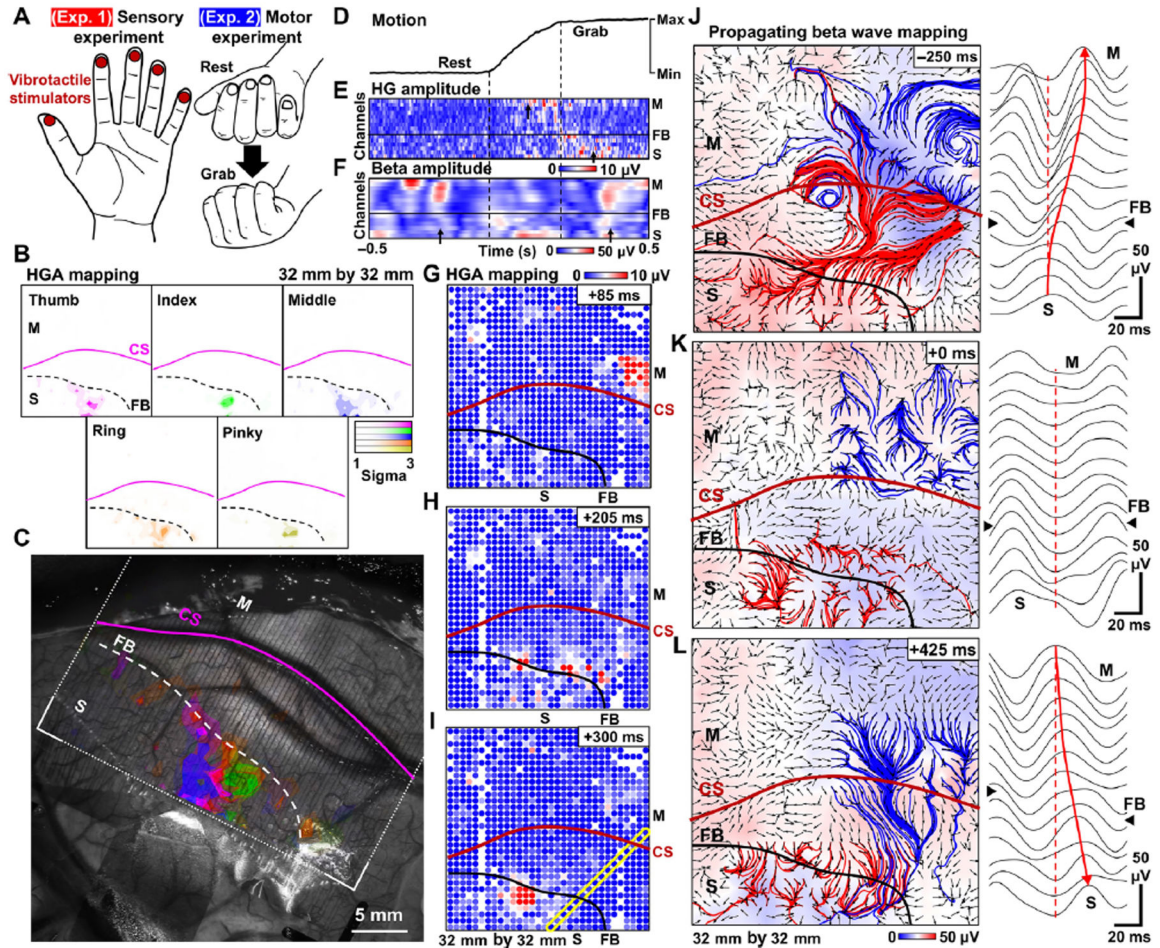 A
(Exp. 1) Sensory experiment
(Exp. 2) Motor experiment
Vibrotactile stimulators
Rest
Grab
B
HGA mapping
32 mm by 32 mm
Thumb
Index
Middle
M
CS
S
FB
Ring
Pinky
1
3
Sigma
C
M
CS
FB
S
5 mm
D
Motion
Max
Grab
Rest
Min
E
HG amplitude
Channels
M
FB
S
0
10 µV
F
Beta amplitude
Channels
M
FB
S
−0.5
Time (s)
0
50 µV
0.5
G
HGA mapping
0
10 µV
+85 ms
M
CS
S
FB
H
+205 ms
M
CS
S
FB
I
+300 ms
M
CS
32 mm by 32 mm
S
FB
J
Propagating beta wave mapping
−250 ms
M
CS
FB
S
M
FB
50 µV
S
20 ms
K
+0 ms
M
CS
FB
S
M
FB
50 µV
S
20 ms
L
+425 ms
M
CS
FB
S
32 mm by 32 mm
0
50 µV
M
FB
50 µV
S
20 ms